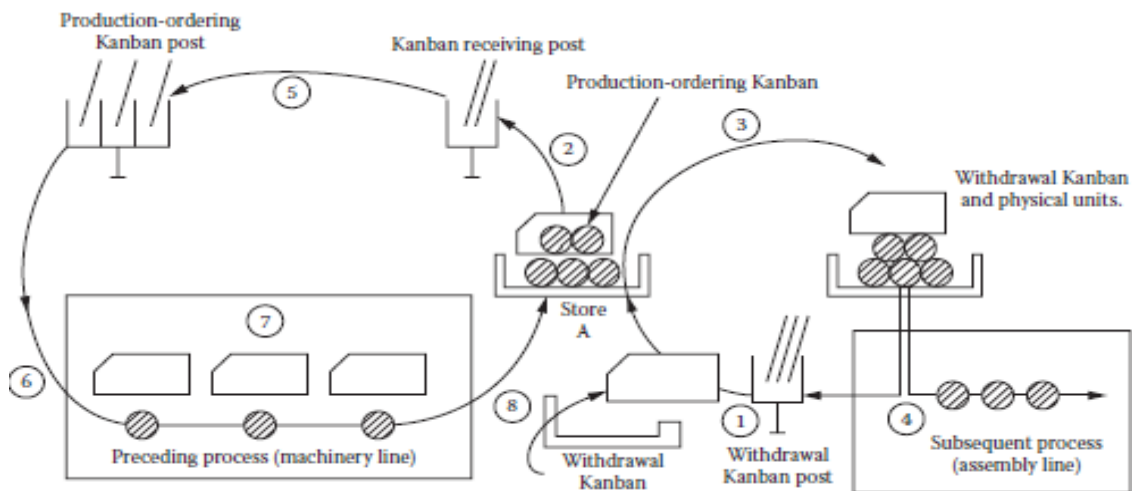 Production-ordering
Kanban post
Kanban receiving post
Production-ordering Kanban
5
2
3
Withdrawal Kanban
and physical units.
Store
A
7
6
8
1
4
Preceding process (machinery line)
Withdrawal
Kanban
Withdrawal
Kanban post
Subsequent process
(assembly line)